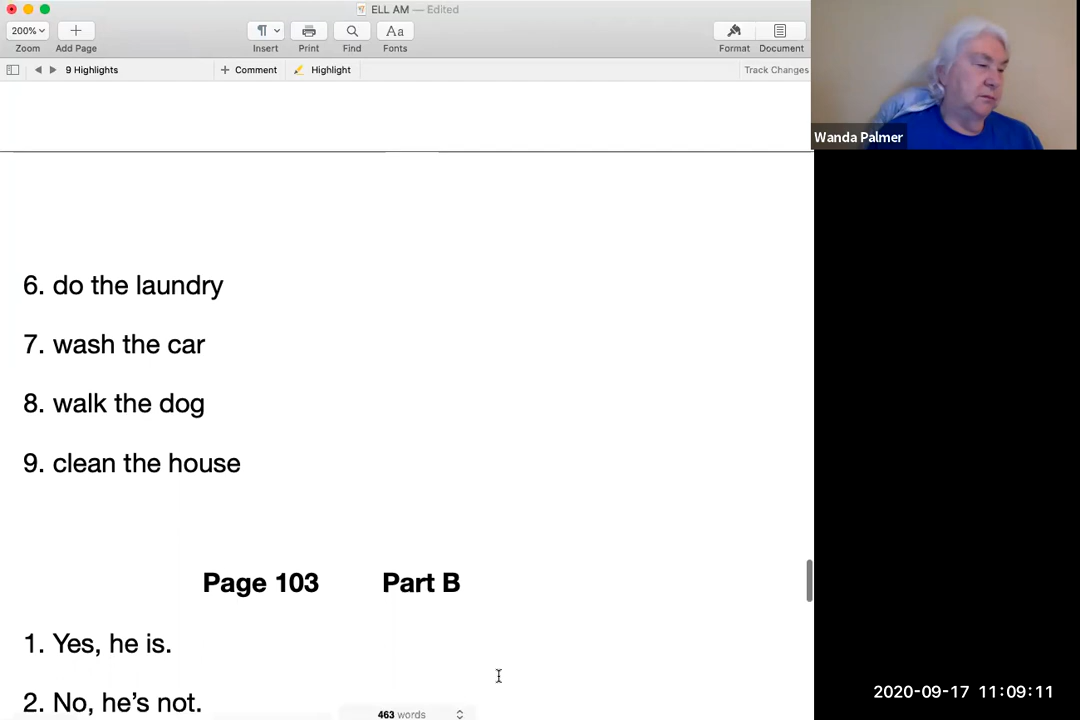 ELL AM — Edited
200%
Zoom
Add Page
Insert
Print
Find
Aa
Fonts
Format
Document
9 Highlights
+ Comment
Highlight
Track Changes
Wanda Palmer
6. do the laundry
7. wash the car
8. walk the dog
9. clean the house
Page 103 Part B
1. Yes, he is.
2. No, he’s not.
463 words
2020-09-17 11:09:11